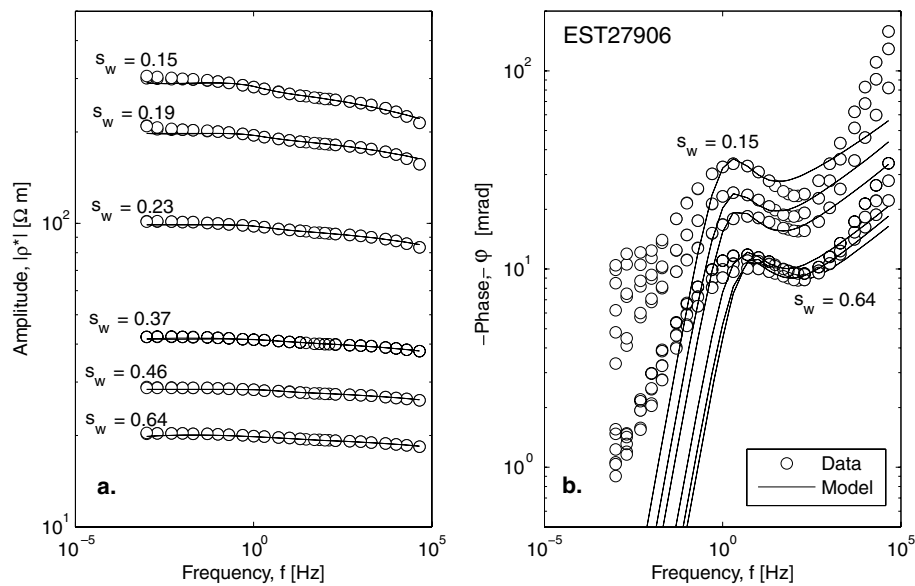 s_w = 0.15
s_w = 0.19
s_w = 0.23
s_w = 0.37
s_w = 0.46
s_w = 0.64
a.
Amplitude, |ρ*| [Ω m]
10^2
10^1
10^−5
10^0
10^5
Frequency, f [Hz]
EST27906
s_w = 0.15
s_w = 0.64
b.
Data
Model
−Phase,− φ [mrad]
10^2
10^1
10^0
10^−5
10^0
10^5
Frequency, f [Hz]